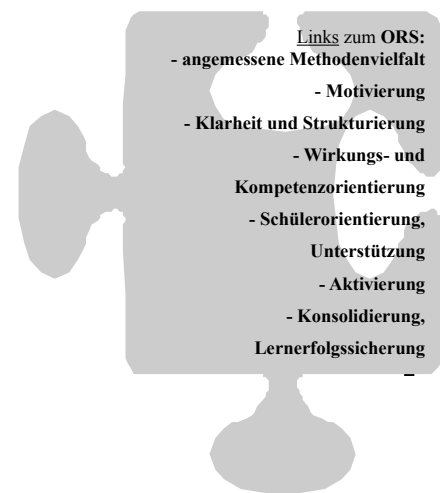 Links zum ORS:
- angemessene Methodenvielfalt
- Motivierung
- Klarheit und Strukturierung
- Wirkungs- und
Kompetenzorientierung
- Schülerorientierung,
Unterstützung
- Aktivierung
- Konsolidierung,
Lernerfolgssicherung